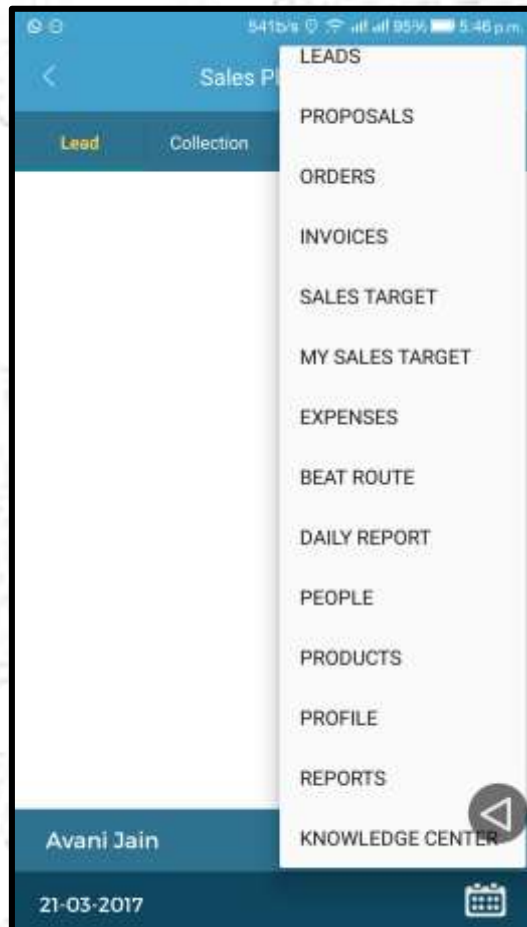 541b/s 95% 5:46 p.m.
Sales Pl
Lead Collection
LEADS
PROPOSALS
ORDERS
INVOICES
SALES TARGET
MY SALES TARGET
EXPENSES
BEAT ROUTE
DAILY REPORT
PEOPLE
PRODUCTS
PROFILE
REPORTS
KNOWLEDGE CENTER
Avani Jain
21-03-2017